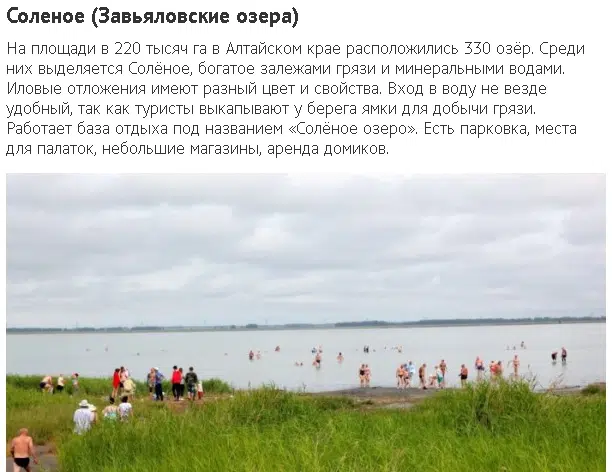 Соленое (Завьяловские озера)
На площади в 220 тысяч га в Алтайском крае расположились 330 озёр. Среди
них выделяется Солёное, богатое залежами грязи и минеральными водами.
Иловые отложения имеют разный цвет и свойства. Вход в воду не везде
удобный, так как туристы выкапывают у берега ямки для добычи грязи.
Работает база отдыха под названием «Солёное озеро». Есть парковка, места
для палаток, небольшие магазины, аренда домиков.